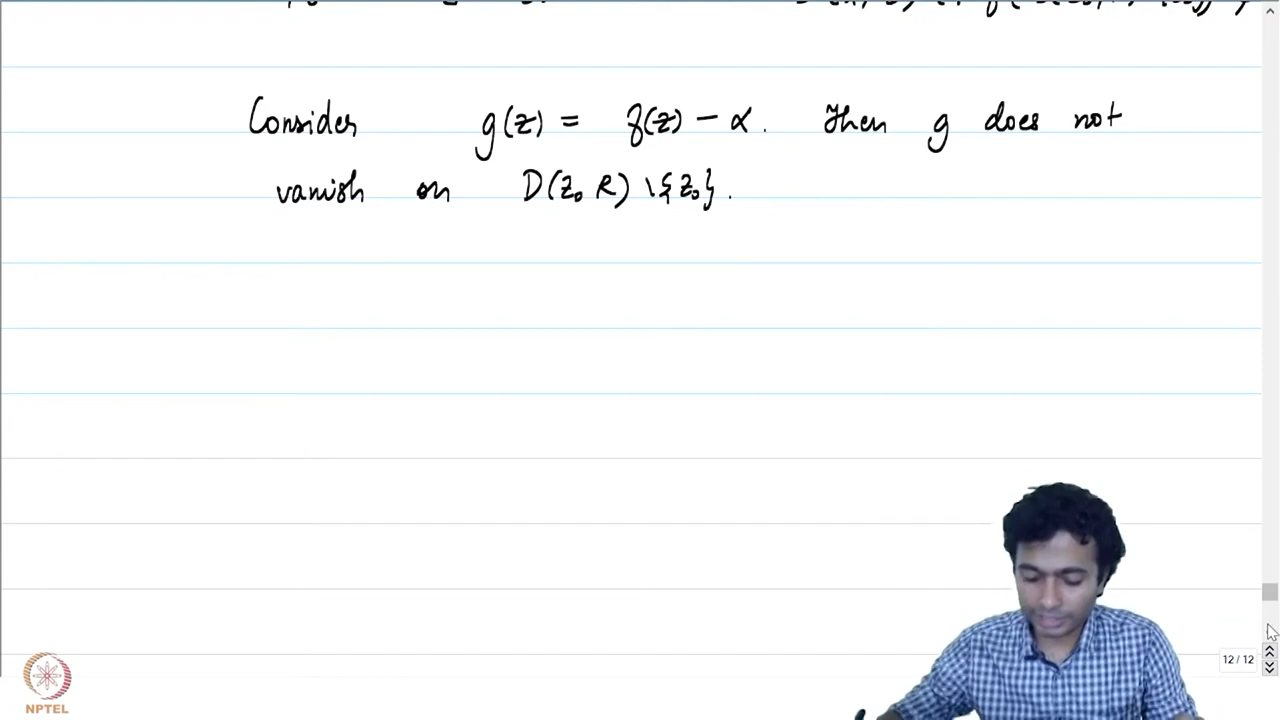 Consider g(z) = f(z) - α. Then g does not
vanish on D(z₀ R) \ {z₀}.
12 / 12
NPTEL